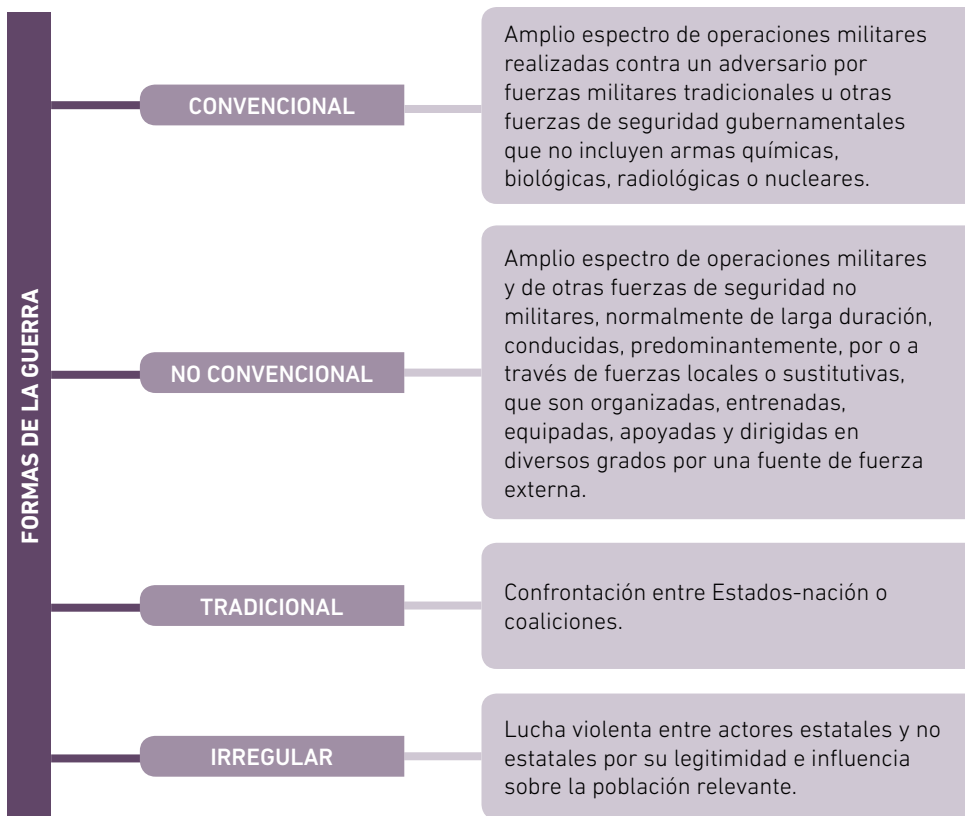 FORMAS DE LA GUERRA
CONVENCIONAL
Amplio espectro de operaciones militares
realizadas contra un adversario por
fuerzas militares tradicionales u otras
fuerzas de seguridad gubernamentales
que no incluyen armas químicas,
biológicas, radiológicas o nucleares.
NO CONVENCIONAL
Amplio espectro de operaciones militares
y de otras fuerzas de seguridad no
militares, normalmente de larga duración,
conducidas, predominantemente, por o a
través de fuerzas locales o sustitutivas,
que son organizadas, entrenadas,
equipadas, apoyadas y dirigidas en
diversos grados por una fuente de fuerza
externa.
TRADICIONAL
Confrontación entre Estados-nación o
coaliciones.
IRREGULAR
Lucha violenta entre actores estatales y no
estatales por su legitimidad e influencia
sobre la población relevante.